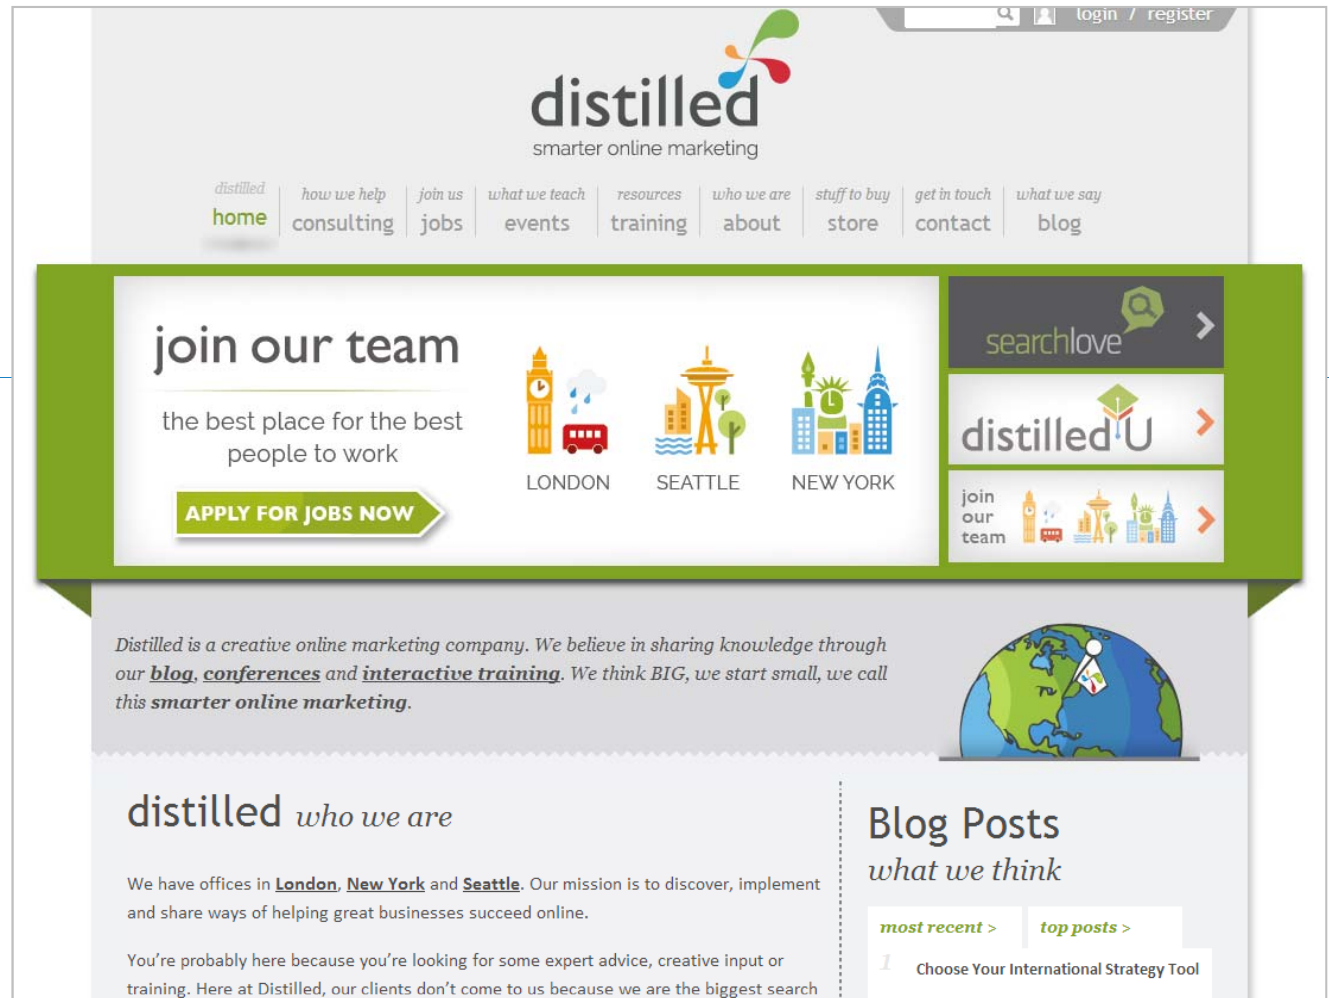 login / register
distilled
smarter online marketing
distilled
home
how we help
consulting
join us
jobs
what we teach
events
resources
training
who we are
about
stuff to buy
store
get in touch
contact
what we say
blog
join our team
the best place for the best
people to work
APPLY FOR JOBS NOW
LONDON
SEATTLE
NEW YORK
searchlove
distilledU
join
our
team
Distilled is a creative online marketing company. We believe in sharing knowledge through
our blog, conferences and interactive training. We think BIG, we start small, we call
this smarter online marketing.
distilled who we are
We have offices in London, New York and Seattle. Our mission is to discover, implement
and share ways of helping great businesses succeed online.
You're probably here because you're looking for some expert advice, creative input or
training. Here at Distilled, our clients don't come to us because we are the biggest search
Blog Posts
what we think
most recent >
top posts >
1 Choose Your International Strategy Tool